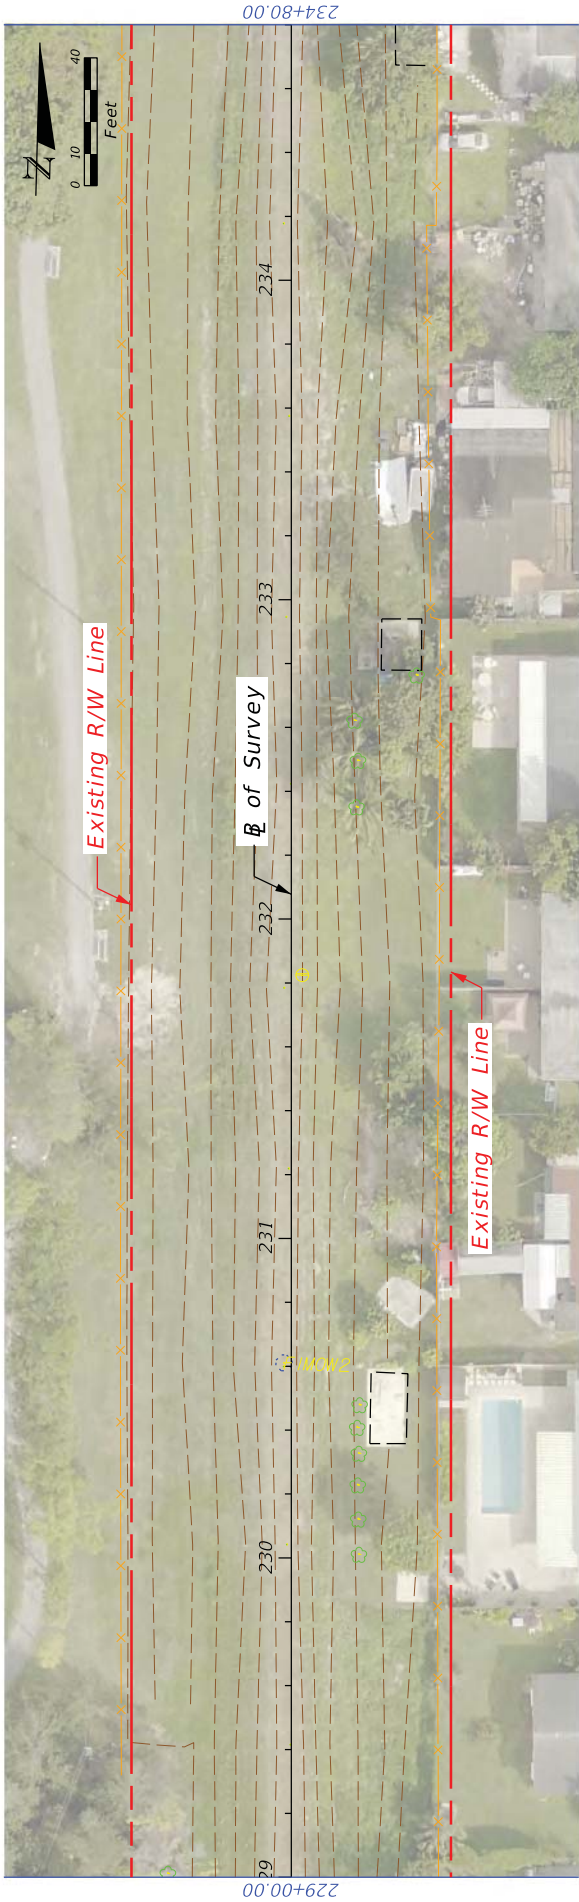 234+80.00
40
10
0
Feet
N
234
233
Existing R/W Line
BL of Survey
232
Existing R/W Line
231
230
29
229+00.00